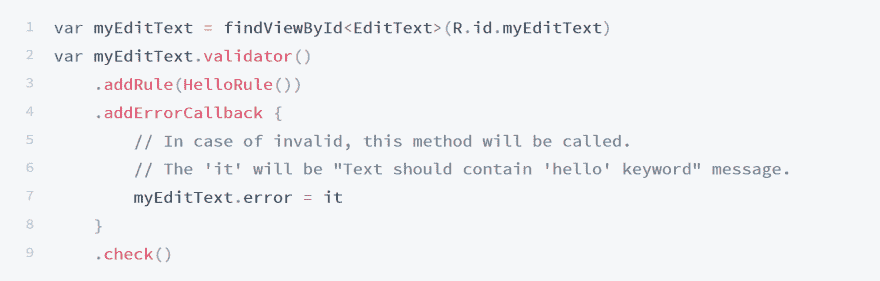 1 var myEditText = findViewById<EditText>(R.id.myEditText)
2 var myEditText.validator()
3     .addRule(HelloRule())
4     .addErrorCallback {
5         // In case of invalid, this method will be called.
6         // The 'it' will be "Text should contain 'hello' keyword" message.
7         myEditText.error = it
8     }
9     .check()